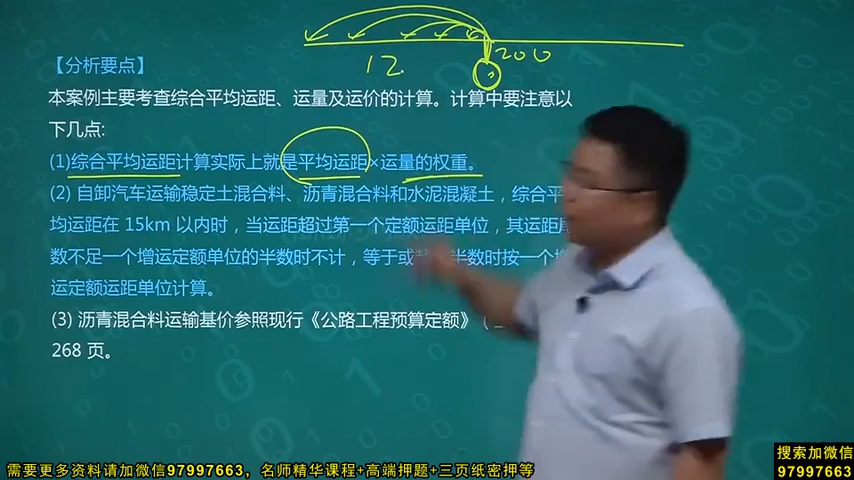 12.
200
【分析要点】
本案例主要考查综合平均运距、运量及运价的计算。计算中要注意以
下几点:
(1)综合平均运距计算实际上就是平均运距×运量的权重。
(2) 自卸汽车运输稳定土混合料、沥青混合料和水泥混凝土，综合平
均运距在 15km 以内时，当运距超过第一个定额运距单位，其运距
数不足一个增运定额单位的半数时不计，等于或 半数时按一个
运定额运距单位计算。
(3) 沥青混合料运输基价参照现行《公路工程预算定额》（
268 页。
需要更多资料请加微信97997663，名师精华课程+高端押题+三页纸密押等
搜索加微信
97997663